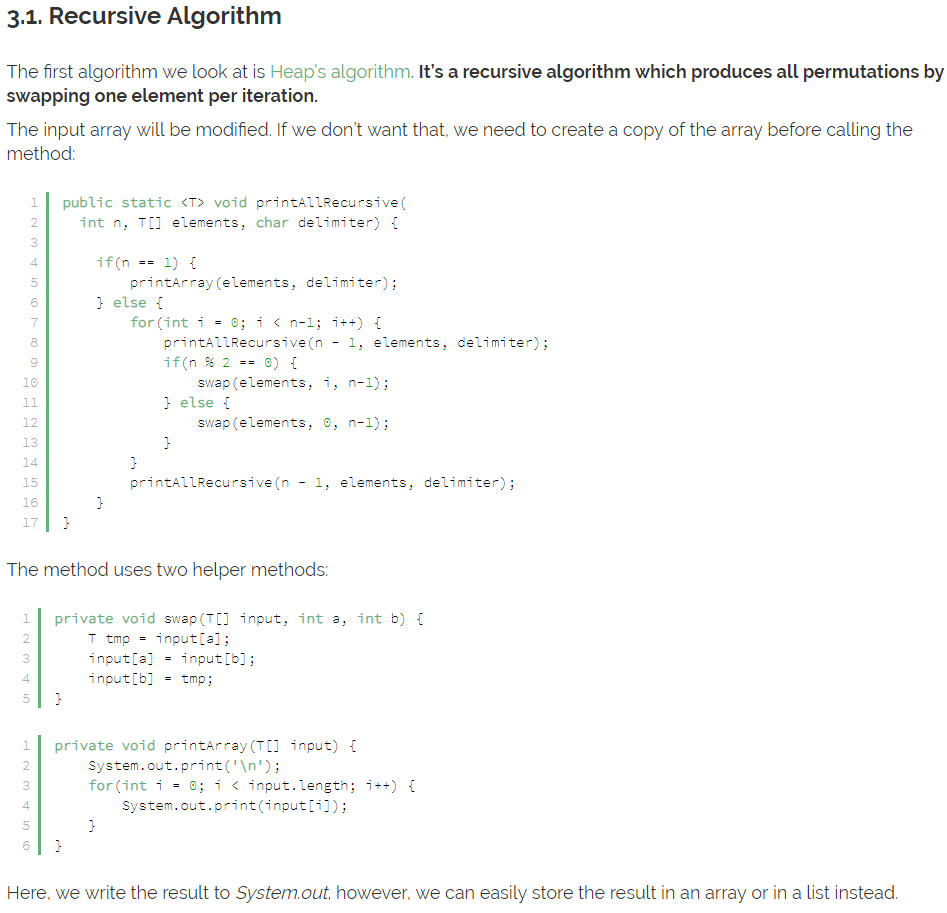 3.1. Recursive Algorithm
The first algorithm we look at is Heap's algorithm. It's a recursive algorithm which produces all permutations by
swapping one element per iteration.
The input array will be modified. If we don't want that, we need to create a copy of the array before calling the
method:
1 public static <T> void printAllRecursive(
2   int n, T[] elements, char delimiter) {
3
4     if(n == 1) {
5         printArray(elements, delimiter);
6     } else {
7         for(int i = 0; i < n-1; i++) {
8             printAllRecursive(n - 1, elements, delimiter);
9             if(n % 2 == 0) {
10                 swap(elements, i, n-1);
11             } else {
12                 swap(elements, 0, n-1);
13             }
14         }
15         printAllRecursive(n - 1, elements, delimiter);
16     }
17 }
The method uses two helper methods:
1 private void swap(T[] input, int a, int b) {
2     T tmp = input[a];
3     input[a] = input[b];
4     input[b] = tmp;
5 }
1 private void printArray(T[] input) {
2     System.out.print('\n');
3     for(int i = 0; i < input.length; i++) {
4         System.out.print(input[i]);
5     }
6 }
Here, we write the result to System.out, however, we can easily store the result in an array or in a list instead.